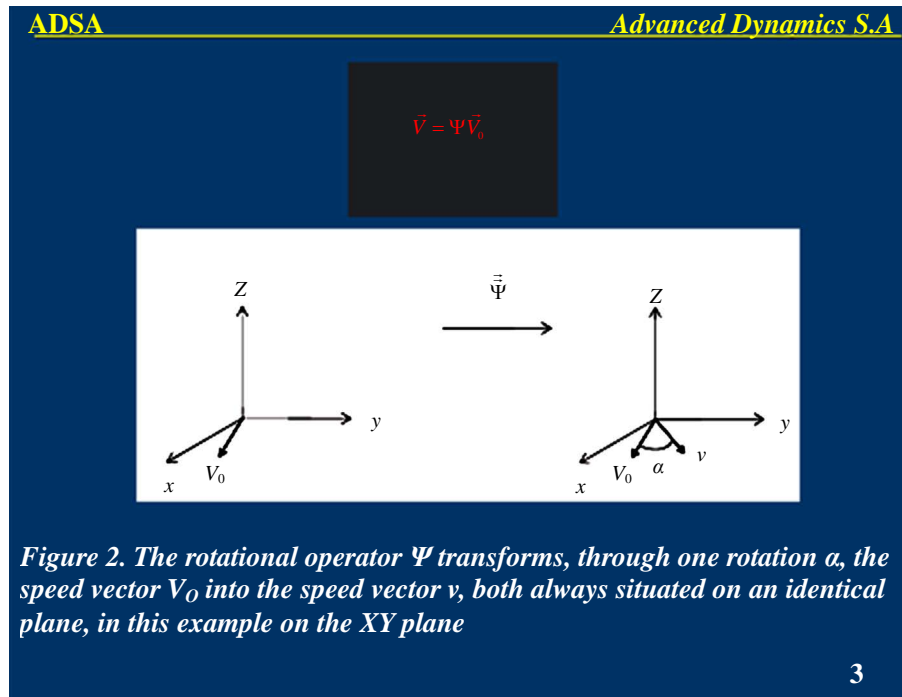 ADSA Advanced Dynamics S.A
V⃗ = ΨV⃗₀
Z Ψ⃗⃗ Z
y y
x V₀ x V₀ α v
Figure 2. The rotational operator Ψ transforms, through one rotation α, the
speed vector V₀ into the speed vector v, both always situated on an identical
plane, in this example on the XY plane
3